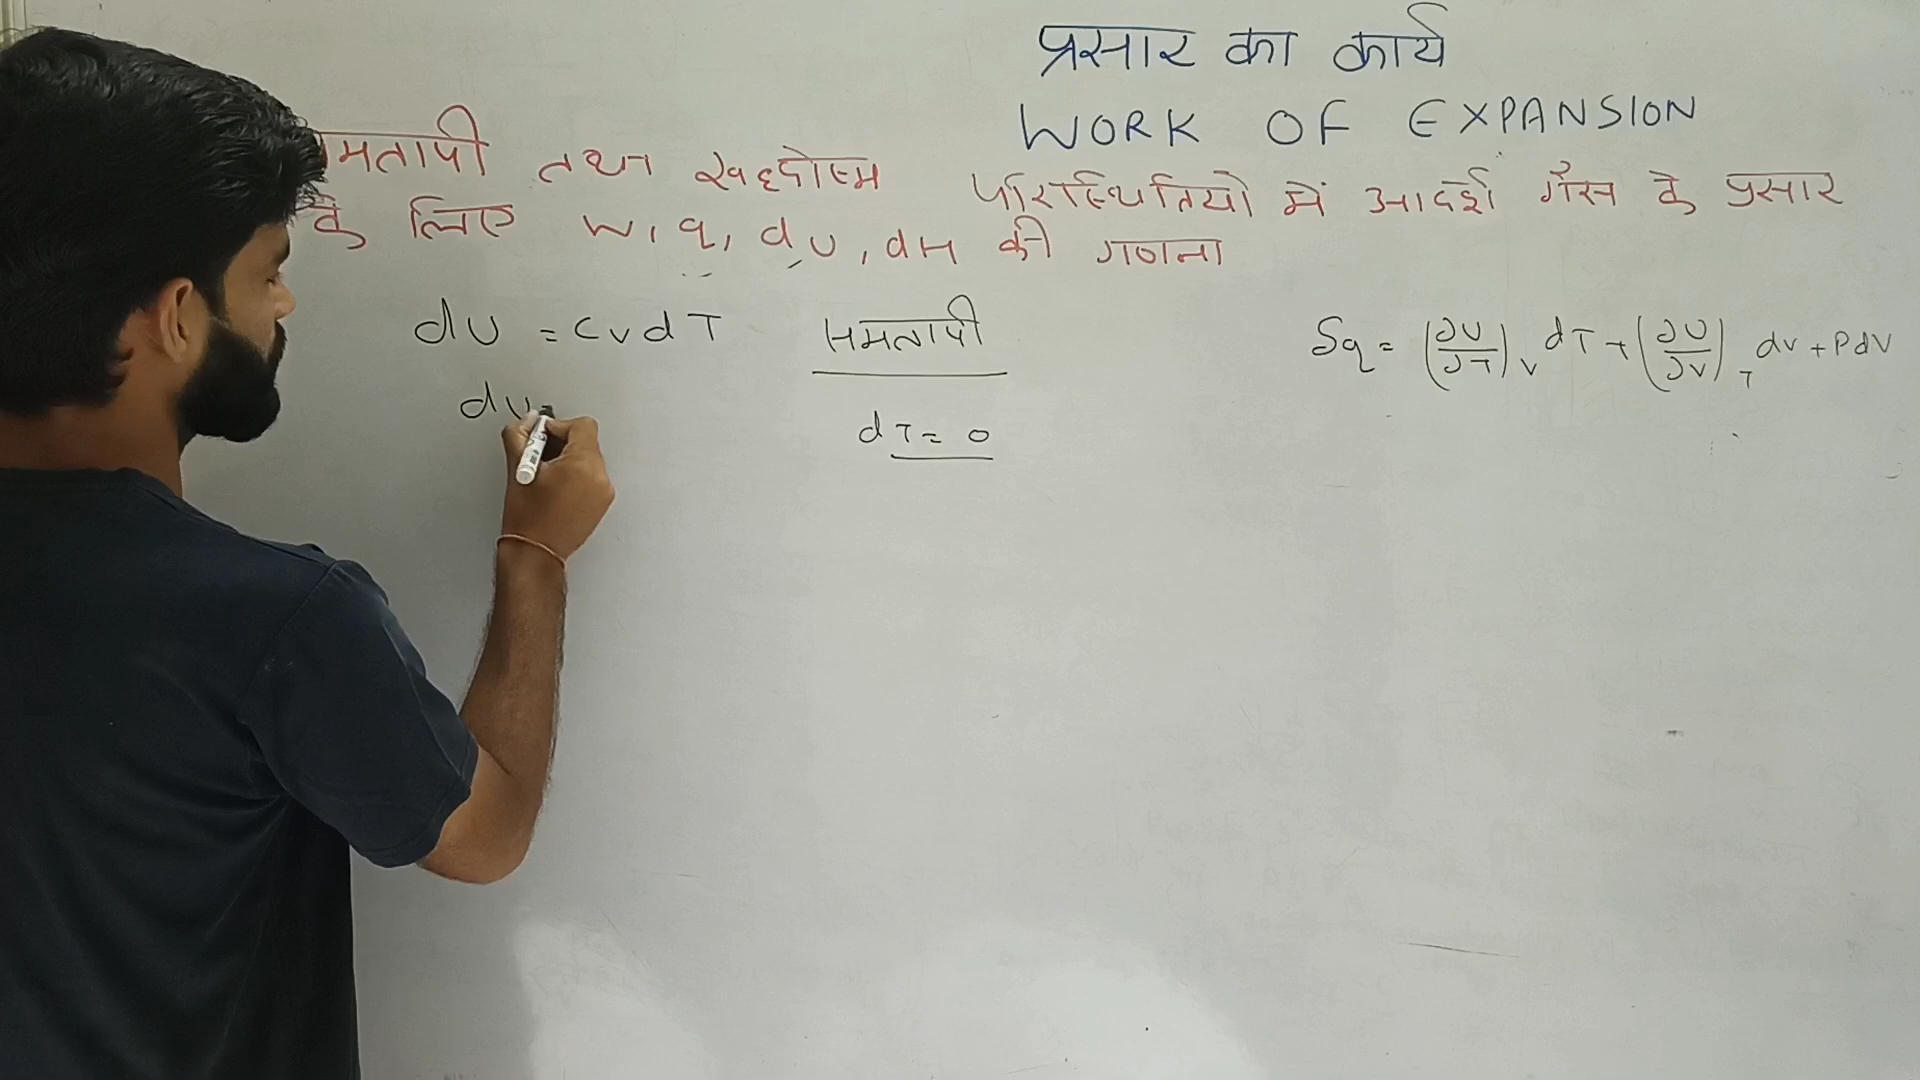 प्रसार का कार्य
WORK OF EXPANSION
समतापी तथा रूद्धोष्म परिस्थितियों में आदर्श गैस के प्रसार
के लिए W, q, dU, dH की गणना
dU = CvdT
समतापी
δq = (∂U/∂T)V dT + (∂U/∂V)T dV + PdV
dU=
dT = 0